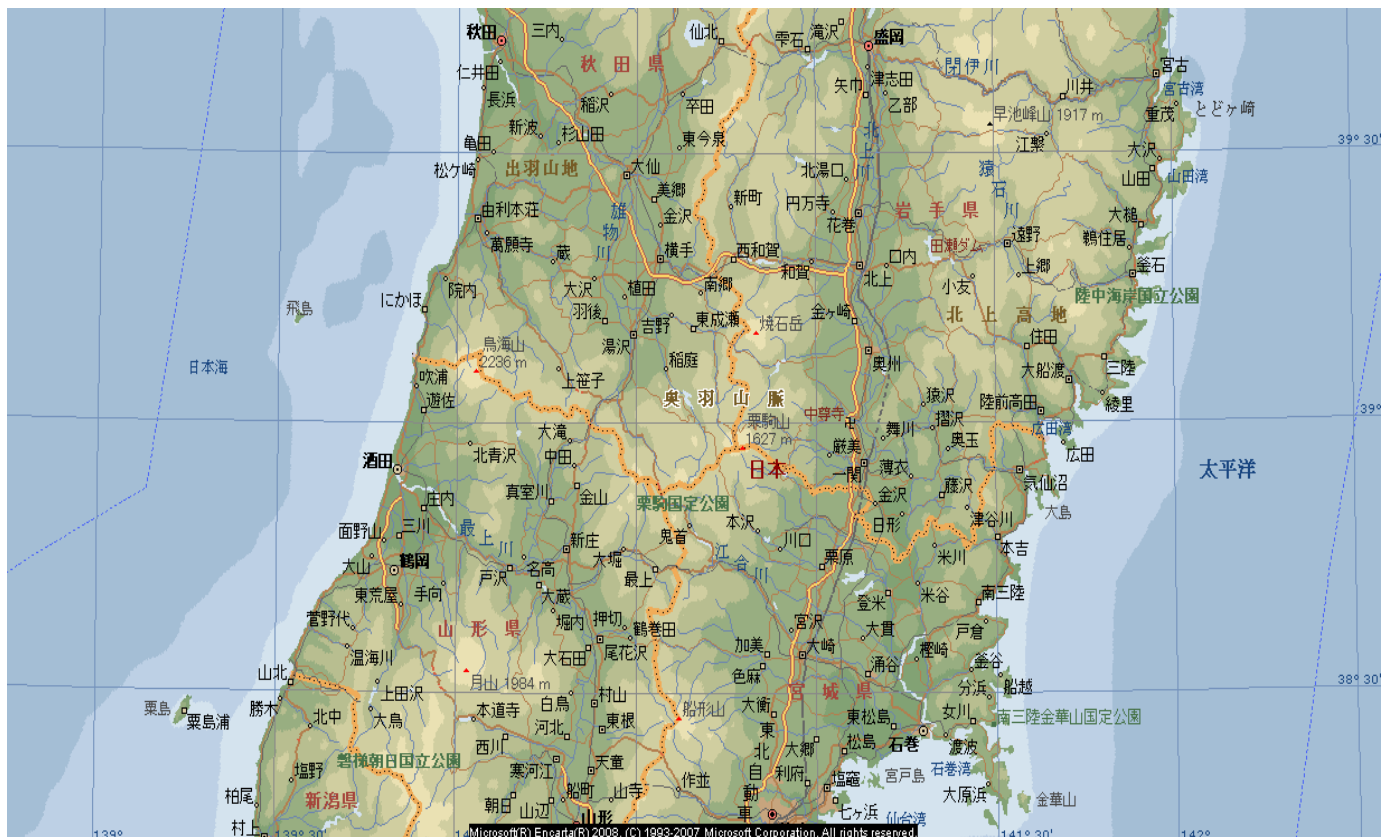 秋田 三内 仙北 雫石 滝沢 盛岡
仁井田 秋田県 津志田 閉伊川 川井 宮古
長浜 稲沢 卒田 矢巾 乙部 宮古湾
新波 杉山田 東今泉 北上川 早池峰山 1917 m 重茂 とどヶ崎
亀田 江繋 39°30'
松ケ崎 出羽山地 大仙 北湯口 猿石川 大沢
美郷 新町 円万寺 山田 山田湾
由利本荘 雄物川 金沢 花巻 岩手県 大槌
萬願寺 蔵 横手 西和賀 田瀬ダム 遠野 鵜住居
和賀 口内 北上 上郷 釜石
院内 大沢 植田 南郷 小友 陸中海岸国立公園
飛島 にかほ 羽後 吉野 東成瀬 焼石岳 金ヶ崎 北上高地
鳥海山 湯沢 住田
日本海 2236 m 稲庭 奥州 大船渡 三陸
吹浦 上笹子 奥羽山脈 猿沢 陸前高田 綾里
遊佐 中尊寺 摺沢 39°
大滝 栗駒山 舞川 広田湾
北青沢 中田 1627 m 厳美 奥玉 広田
酒田 日本 一関 薄衣 太平洋
真室川 金山 栗駒国定公園 金沢 藤沢 気仙沼
庄内 本沢 日形 津谷川 大島
面野山 三川 最上川 鬼首 江合川 川口 米川 本吉
大山 鶴岡 新庄 大堀 栗原
戸沢 名高 最上
東荒屋 手向 大蔵 登米 米谷 南三陸
菅野代 山形県 堀内 押切 鶴巻田 宮沢 大貫 戸倉
温海川 大石田 尾花沢 加美 大崎 樫崎 釜谷
山北 月山 1984 m 色麻 涌谷 船越 38°30'
上田沢 白鳥 村山 宮城県 分浜
粟島 粟島浦 勝木 北中 大鳥 本道寺 河北 東根 船形山 大衡 東松島 女川 南三陸金華山国定公園
磐梯朝日国立公園 西川 東北自動車 大郷 松島 石巻 渡波
塩野 寒河江 天童 作並 利府 塩竈 宮戸島 石巻湾
柏尾 新潟県 朝日 山辺 船町 山寺 七ヶ浜 大原浜 金華山
村上 山形 仙台湾
139° 139°30' 141°30' 142°
Microsoft(R) Encarta(R) 2008. (C) 1993-2007 Microsoft Corporation. All rights reserved.